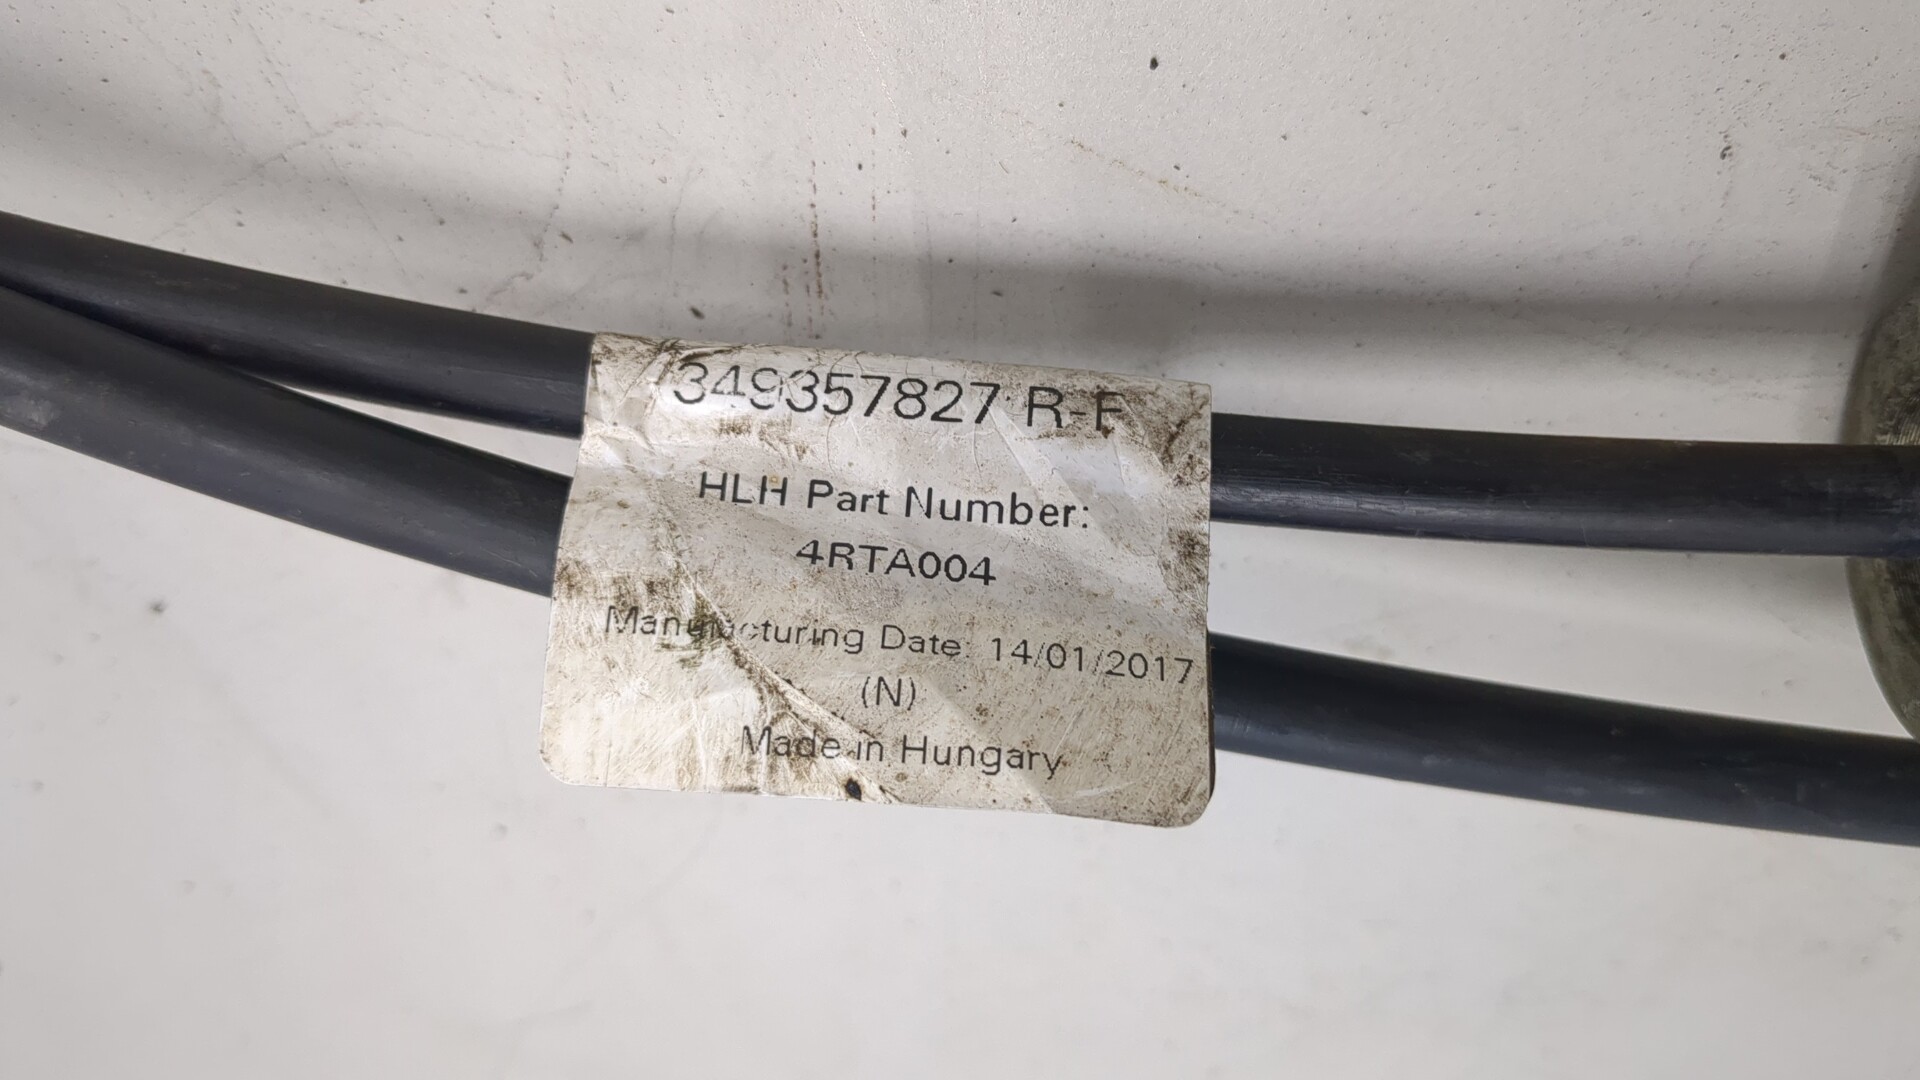 349357827 R-F
HLH Part Number:
4RTA004
Manufacturing Date: 14/01/2017
(N)
Made in Hungary